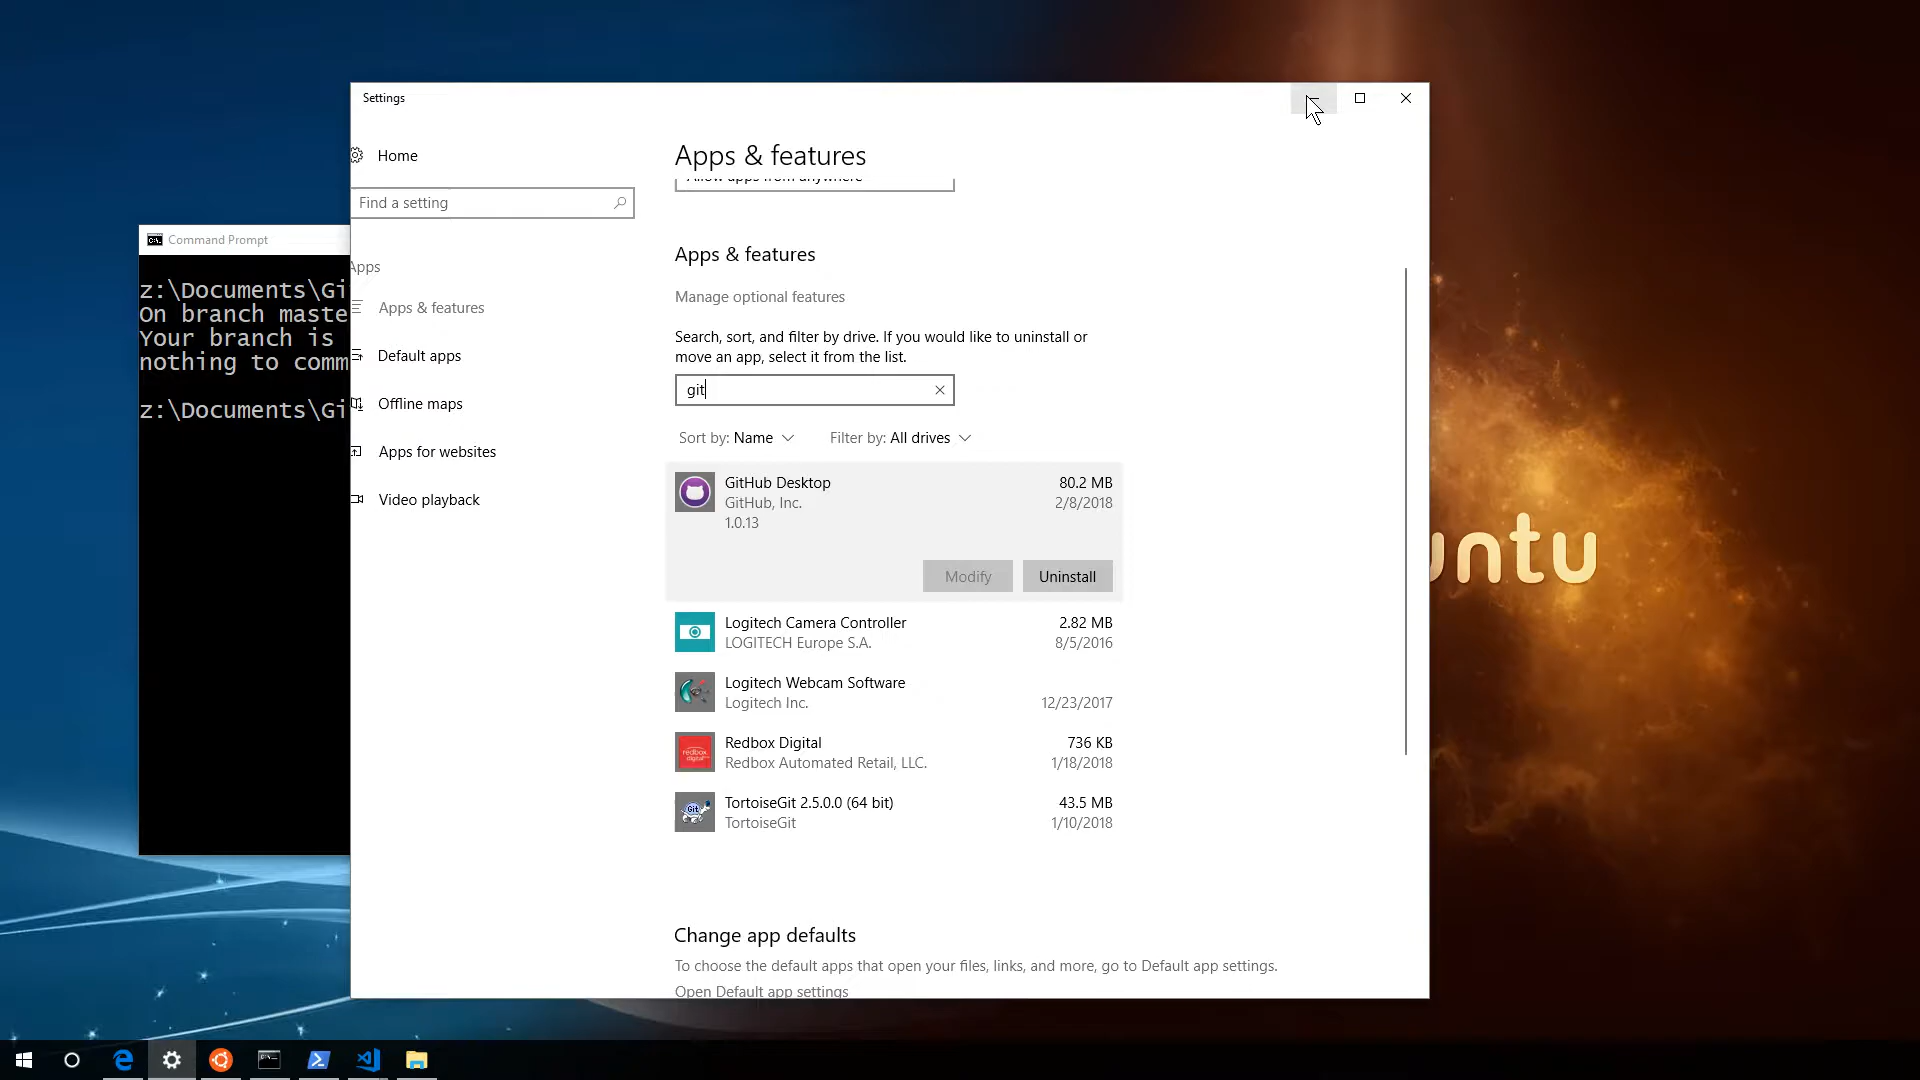 Settings
Home
Find a setting
Apps
Apps & features
Default apps
Offline maps
Apps for websites
Video playback
Apps & features
Allow apps from anywhere
Apps & features
Manage optional features
Search, sort, and filter by drive. If you would like to uninstall or
move an app, select it from the list.
git
Sort by: Name
Filter by: All drives
GitHub Desktop
80.2 MB
GitHub, Inc.
2/8/2018
1.0.13
Modify
Uninstall
Logitech Camera Controller
2.82 MB
LOGITECH Europe S.A.
8/5/2016
Logitech Webcam Software
Logitech Inc.
12/23/2017
Redbox Digital
736 KB
Redbox Automated Retail, LLC.
1/18/2018
TortoiseGit 2.5.0.0 (64 bit)
43.5 MB
TortoiseGit
1/10/2018
Change app defaults
To choose the default apps that open your files, links, and more, go to Default app settings.
Open Default app settings
Command Prompt
z:\Documents\Gi
On branch maste
Your branch is
nothing to comm
z:\Documents\Gi
untu